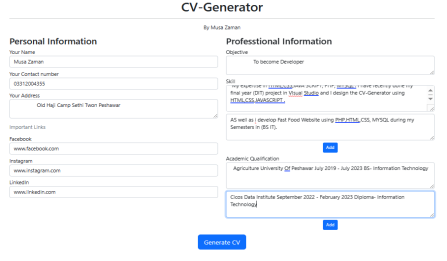 CV-Generator
By Musa Zaman
Personal Information
Your Name
Musa Zaman
Your Contact number
03312004355
Your Address
Old Haji Camp Sethi Twon Peshawar
Important Links
Facebook
www.facebook.com
Instagram
www.instagram.com
Linkedin
www.linkedin.com
Preofesstional Information
Objective
To become Developer
Skill
My expertise in HTML,CSS,JAVA SCRIPT, PHP, MYSQL. I have recently done my
final year (DIT) project in Visual Studio and I design the CV-Generator using
HTML,CSS,JAVASCRIPT .
AS well as i develop Fast Food Website using PHP,HTML,CSS, MYSQL during my
Semesters in (BS IT).
Add
Academic Qualification
Agriculture University Of Peshawar July 2019 - July 2023 BS- Information Technology
Cicos Data Institute September 2022 - February 2023 Diploma- Information
Technology
Add
Generate CV